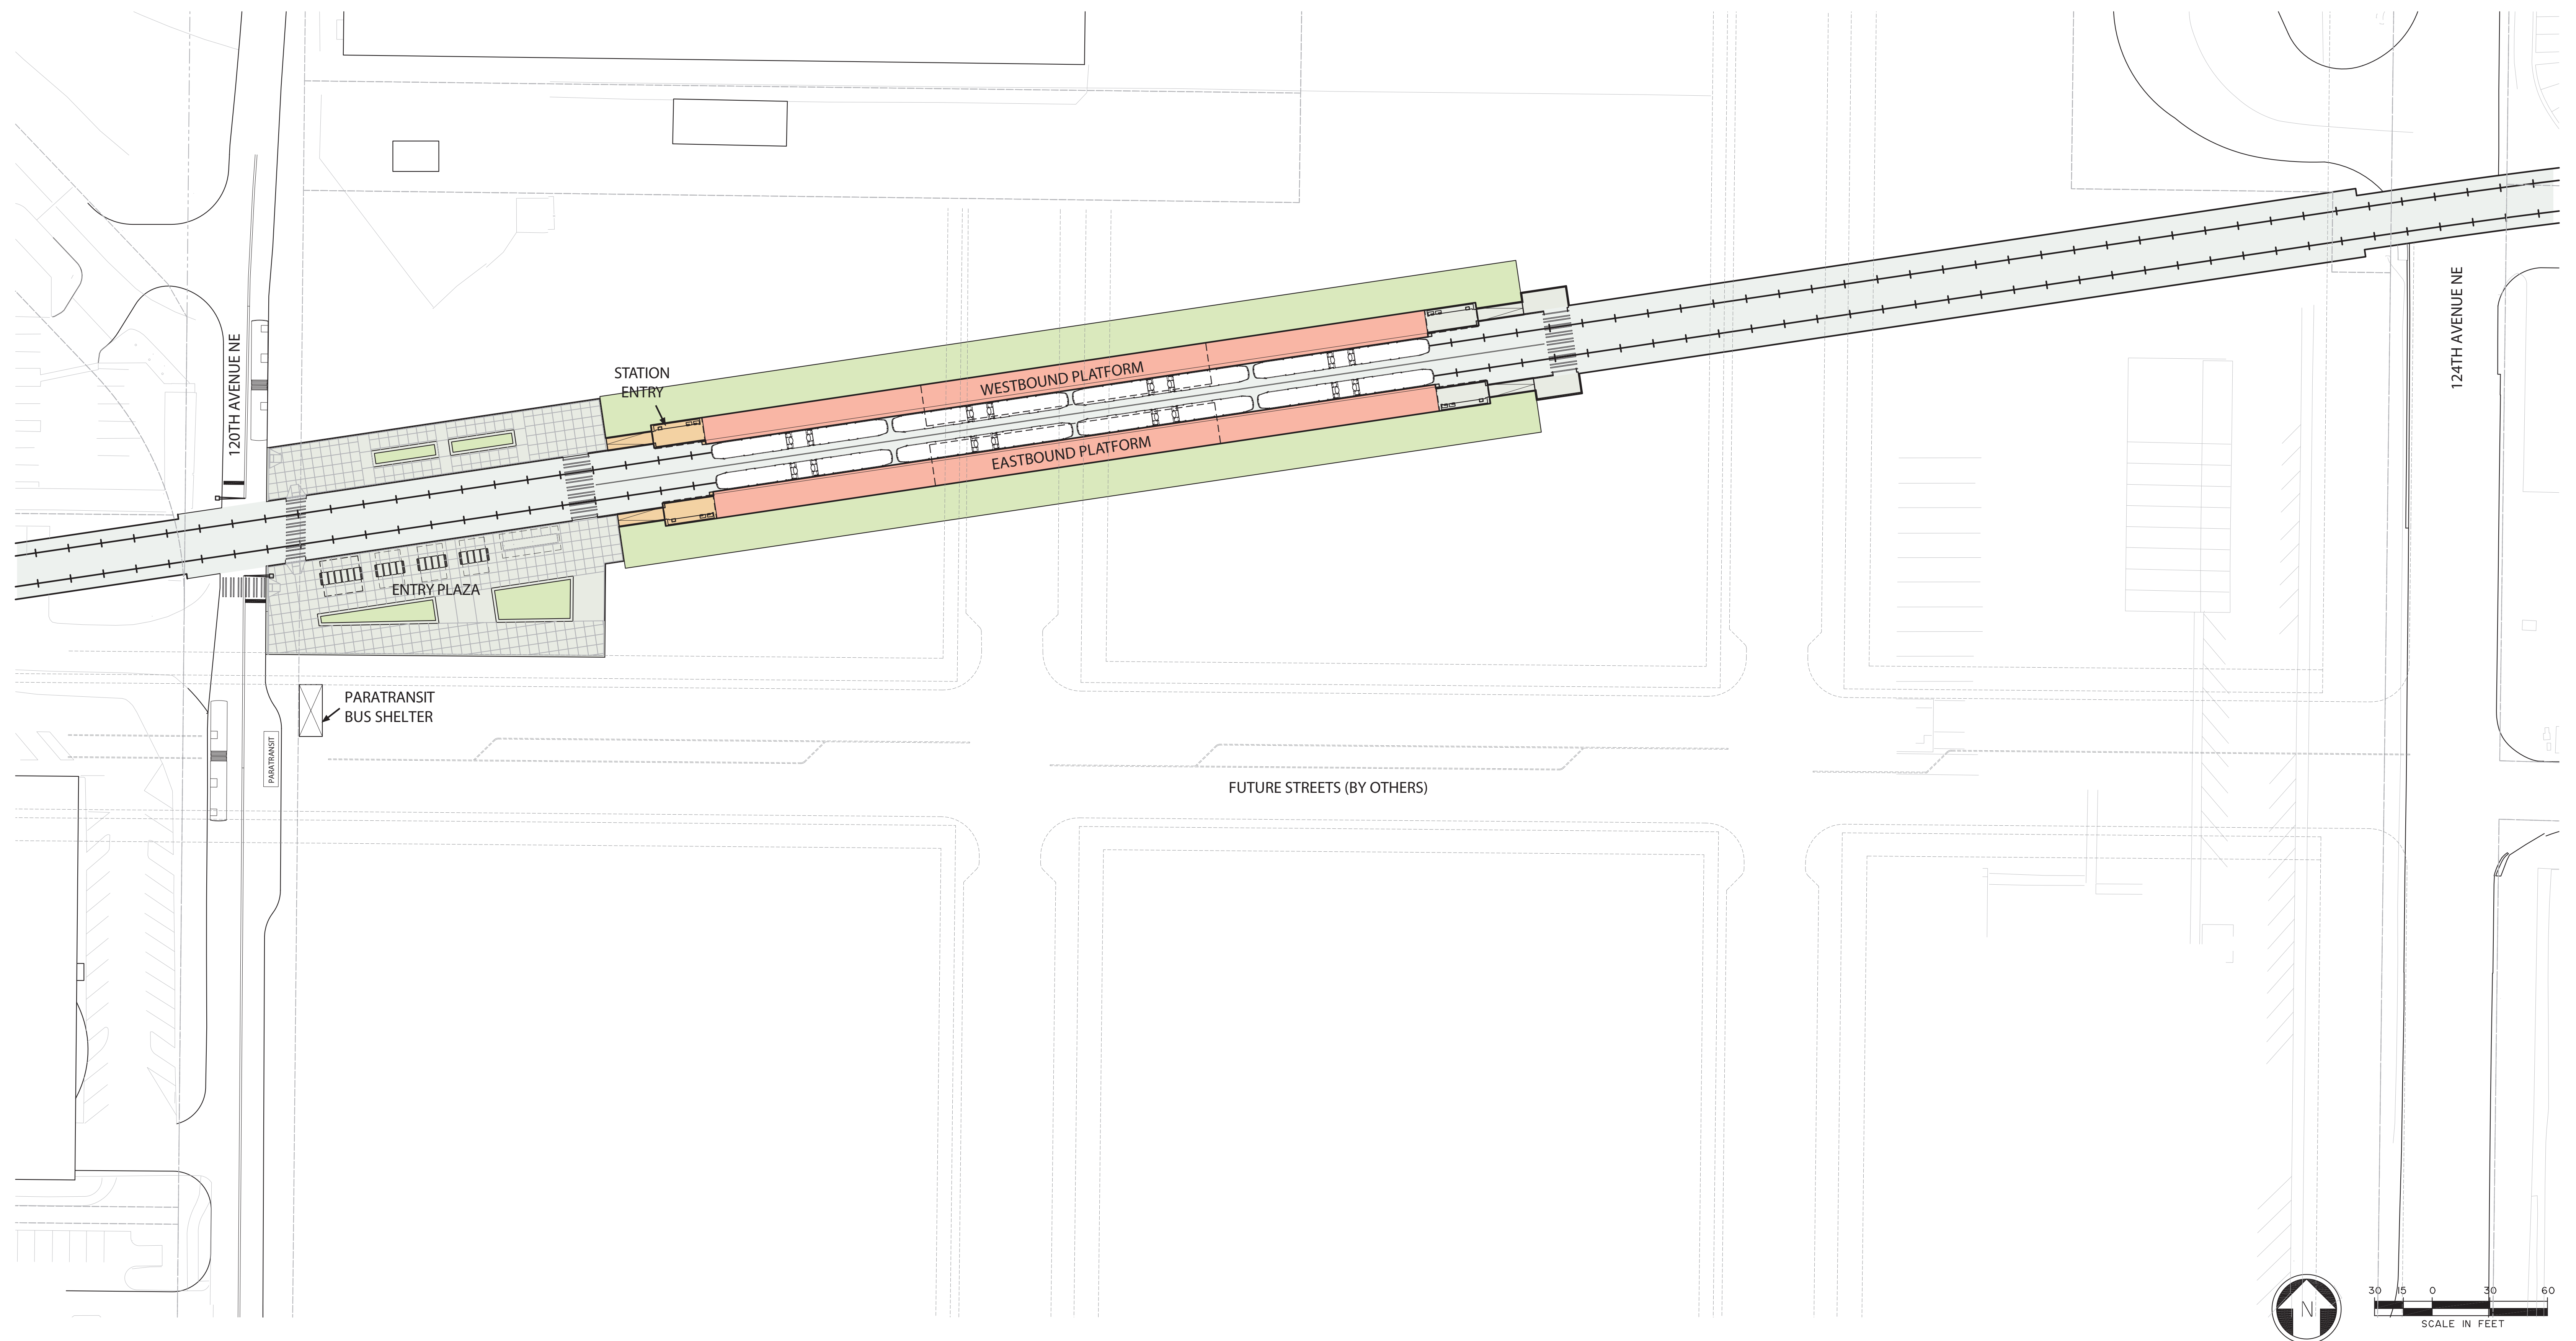 120TH AVENUE NE
124TH AVENUE NE
STATION
ENTRY
WESTBOUND PLATFORM
EASTBOUND PLATFORM
ENTRY PLAZA
PARATRANSIT
BUS SHELTER
PARATRANSIT
FUTURE STREETS (BY OTHERS)
N
30 15 0 30 60
SCALE IN FEET